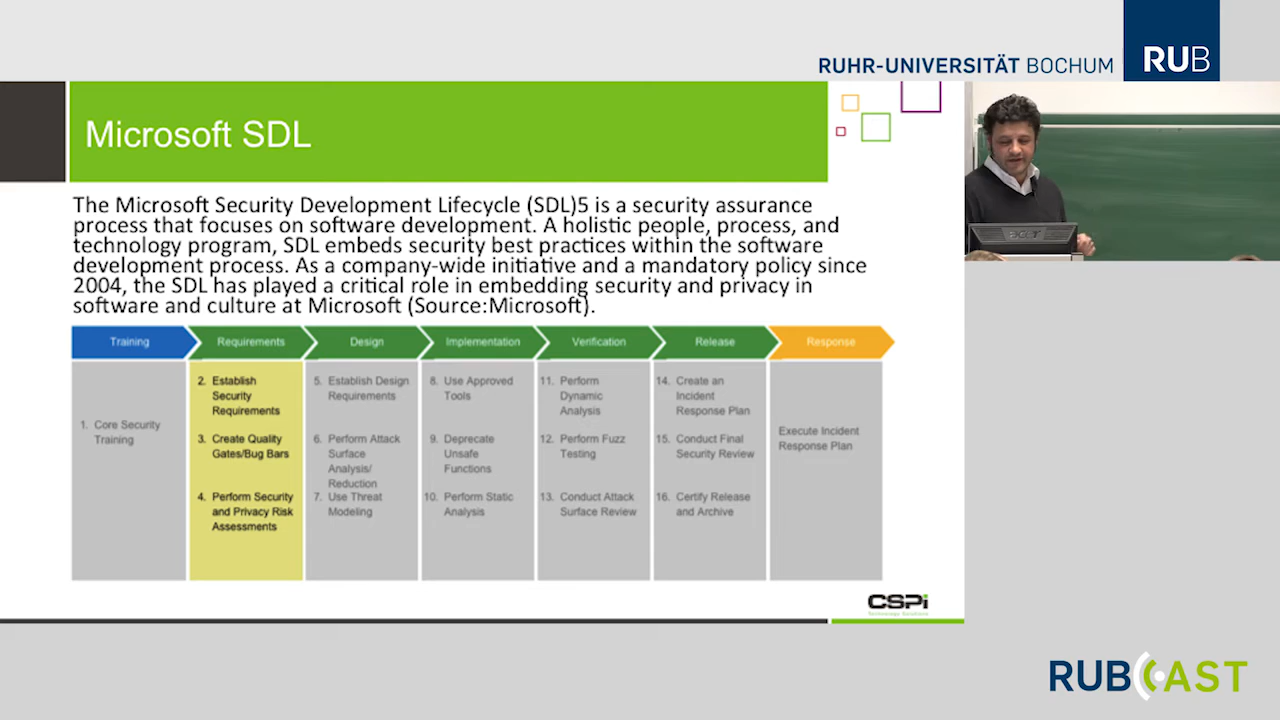 RUHR-UNIVERSITÄT BOCHUM
RUB
Microsoft SDL
The Microsoft Security Development Lifecycle (SDL)5 is a security assurance
process that focuses on software development. A holistic people, process, and
technology program, SDL embeds security best practices within the software
development process. As a company-wide initiative and a mandatory policy since
2004, the SDL has played a critical role in embedding security and privacy in
software and culture at Microsoft (Source:Microsoft).
Training
1. Core Security
Training
Requirements
2. Establish
Security
Requirements
3. Create Quality
Gates/Bug Bars
4. Perform Security
and Privacy Risk
Assessments
Design
5. Establish Design
Requirements
6. Perform Attack
Surface
Analysis/
Reduction
7. Use Threat
Modeling
Implementation
8. Use Approved
Tools
9. Deprecate
Unsafe
Functions
10. Perform Static
Analysis
Verification
11. Perform
Dynamic
Analysis
12. Perform Fuzz
Testing
13. Conduct Attack
Surface Review
Release
14. Create an
Incident
Response Plan
15. Conduct Final
Security Review
16. Certify Release
and Archive
Response
Execute Incident
Response Plan
CSPi
RUBCAST